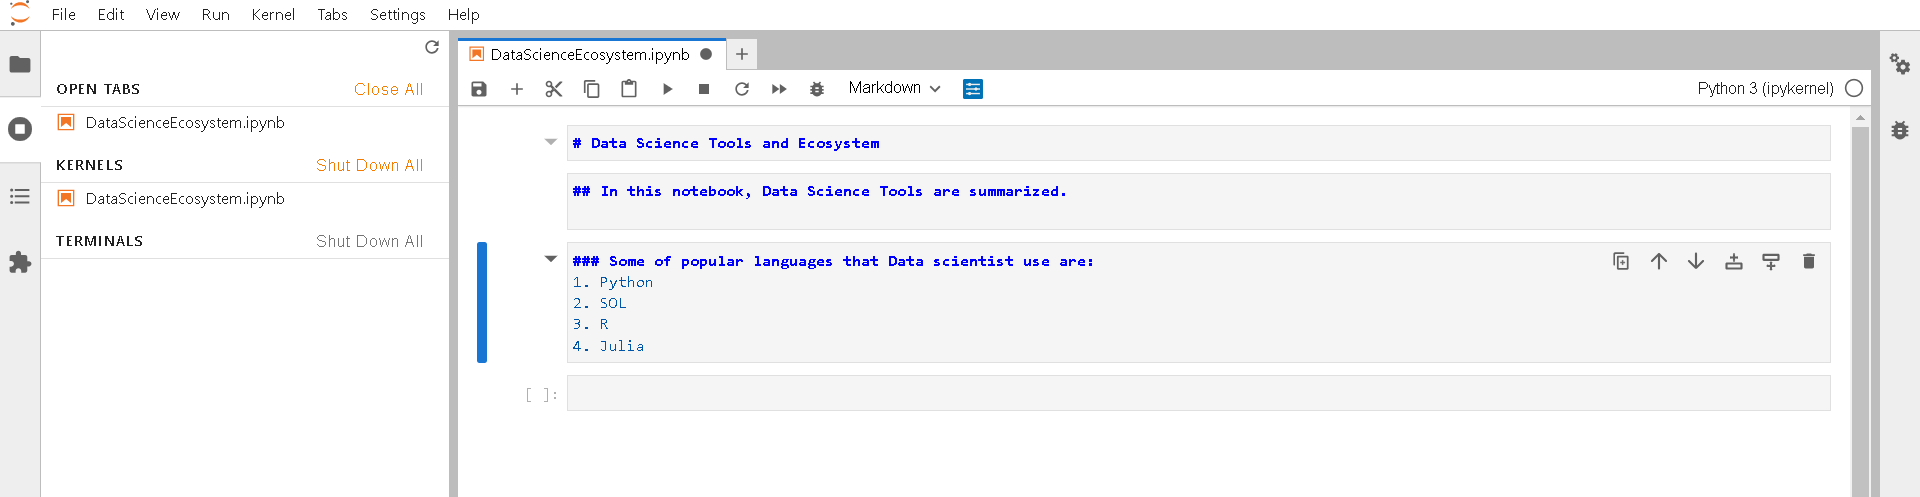 File Edit View Run Kernel Tabs Settings Help
OPEN TABS Close All
DataScienceEcosystem.ipynb
KERNELS Shut Down All
DataScienceEcosystem.ipynb
TERMINALS Shut Down All
DataScienceEcosystem.ipynb
Markdown
Python 3 (ipykernel)
# Data Science Tools and Ecosystem
## In this notebook, Data Science Tools are summarized.
### Some of popular languages that Data scientist use are:
1. Python
2. SOL
3. R
4. Julia
[ ]: